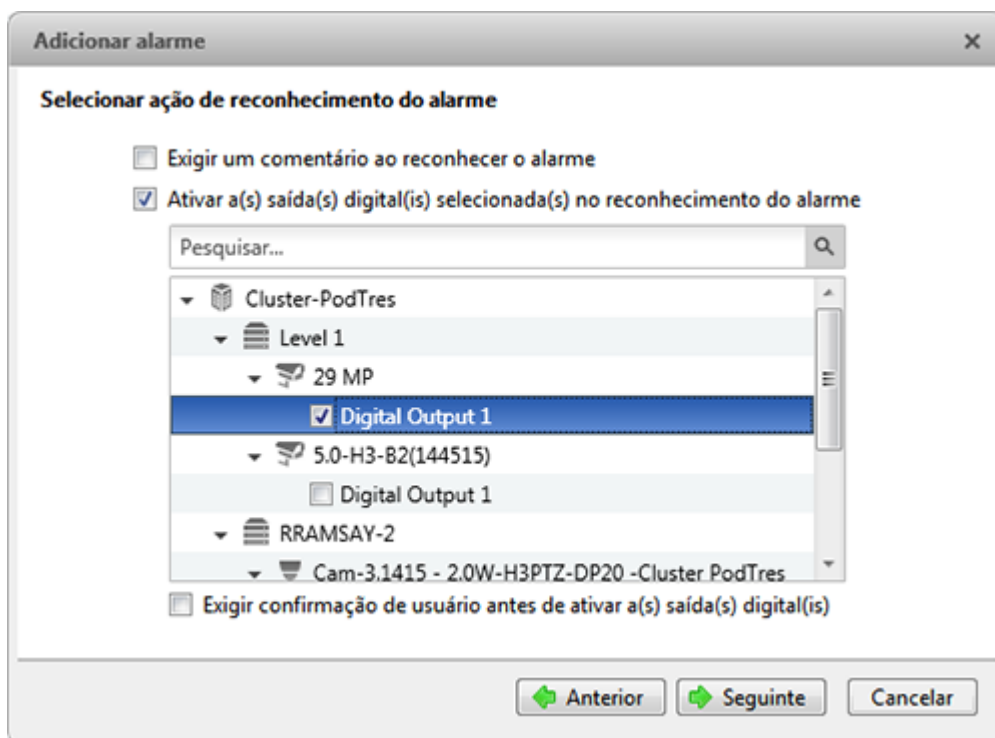 Adicionar alarme
Selecionar ação de reconhecimento do alarme
Exigir um comentário ao reconhecer o alarme
Ativar a(s) saída(s) digital(is) selecionada(s) no reconhecimento do alarme
Pesquisar...
Cluster-PodTres
Level 1
29 MP
Digital Output 1
5.0-H3-B2(144515)
Digital Output 1
RRAMSAY-2
Cam-3.1415 - 2.0W-H3PTZ-DP20 -Cluster PodTres
Exigir confirmação de usuário antes de ativar a(s) saída(s) digital(is)
Anterior Seguinte Cancelar